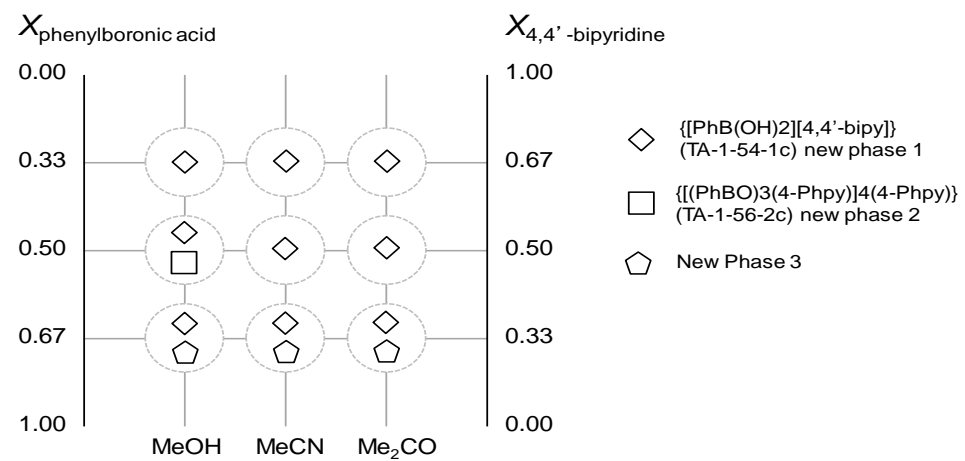 Xphenylboronic acid
X4,4' -bipyridine
0.00
1.00
{[PhB(OH)2][4,4'-bipy]}
(TA-1-54-1c) new phase 1
0.33
0.67
{[(PhBO)3(4-Phpy)]4(4-Phpy)}
(TA-1-56-2c) new phase 2
0.50
0.50
New Phase 3
0.67
0.33
1.00
0.00
MeOH
MeCN
Me2CO